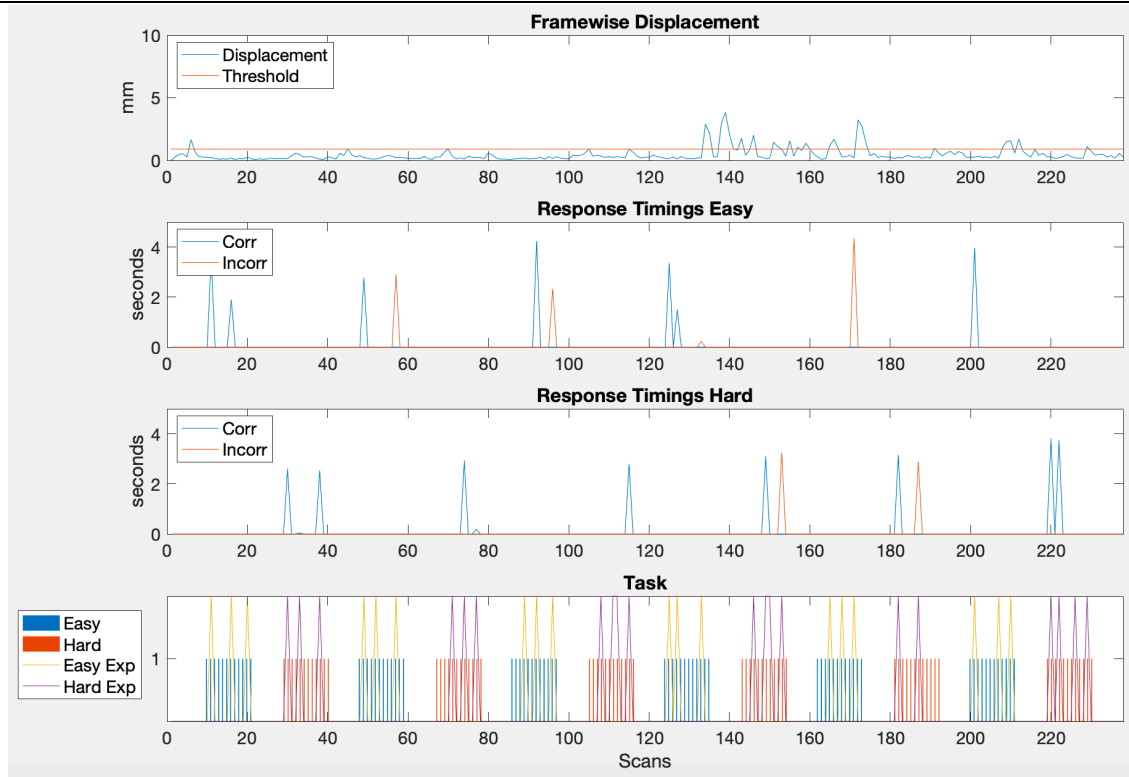 Framewise Displacement
10
5
0
mm
Displacement
Threshold
0 20 40 60 80 100 120 140 160 180 200 220
Response Timings Easy
4
2
0
seconds
Corr
Incorr
0 20 40 60 80 100 120 140 160 180 200 220
Response Timings Hard
4
2
0
seconds
Corr
Incorr
0 20 40 60 80 100 120 140 160 180 200 220
Task
Easy
Hard
Easy Exp
Hard Exp
1
0 20 40 60 80 100 120 140 160 180 200 220
Scans